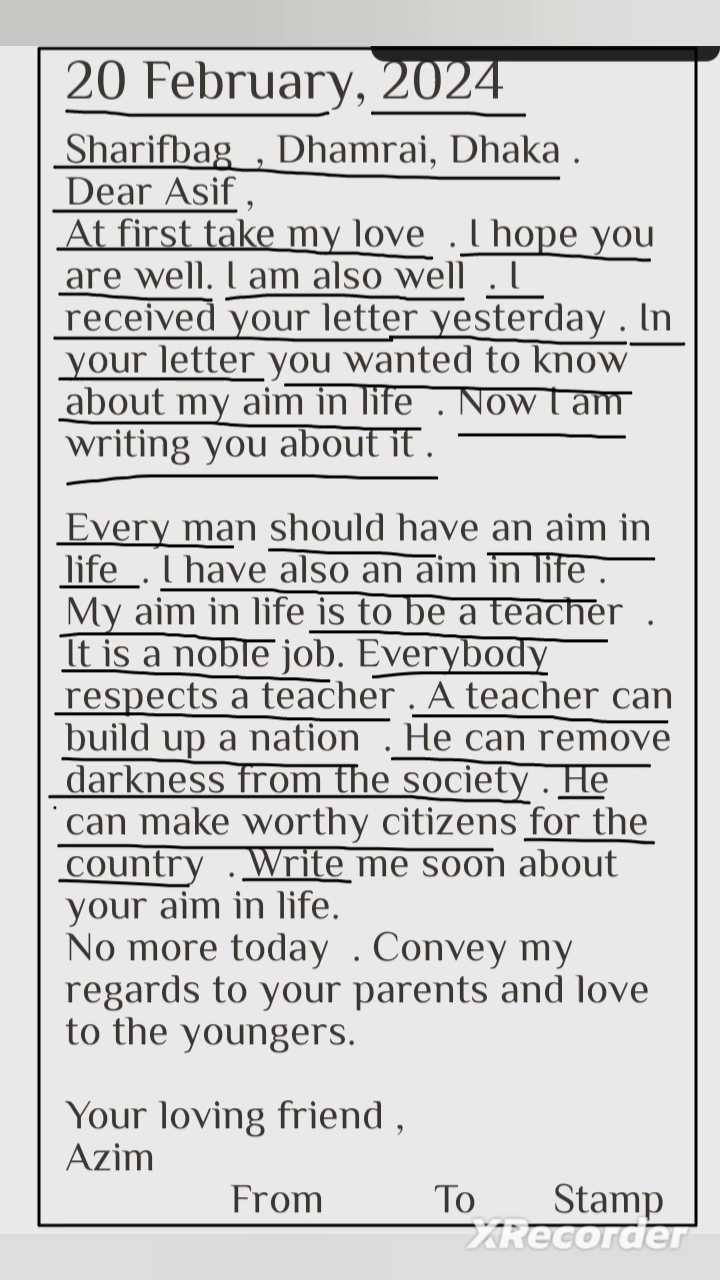 20 February, 2024
Sharifbag , Dhamrai, Dhaka .
Dear Asif ,
At first take my love . I hope you
are well. I am also well . I
received your letter yesterday . In
your letter you wanted to know
about my aim in life . Now I am
writing you about it .
Every man should have an aim in
life . I have also an aim in life .
My aim in life is to be a teacher .
It is a noble job. Everybody
respects a teacher . A teacher can
build up a nation . He can remove
darkness from the society . He
can make worthy citizens for the
country . Write me soon about
your aim in life.
No more today . Convey my
regards to your parents and love
to the youngers.
Your loving friend ,
Azim
From To Stamp
XRecorder